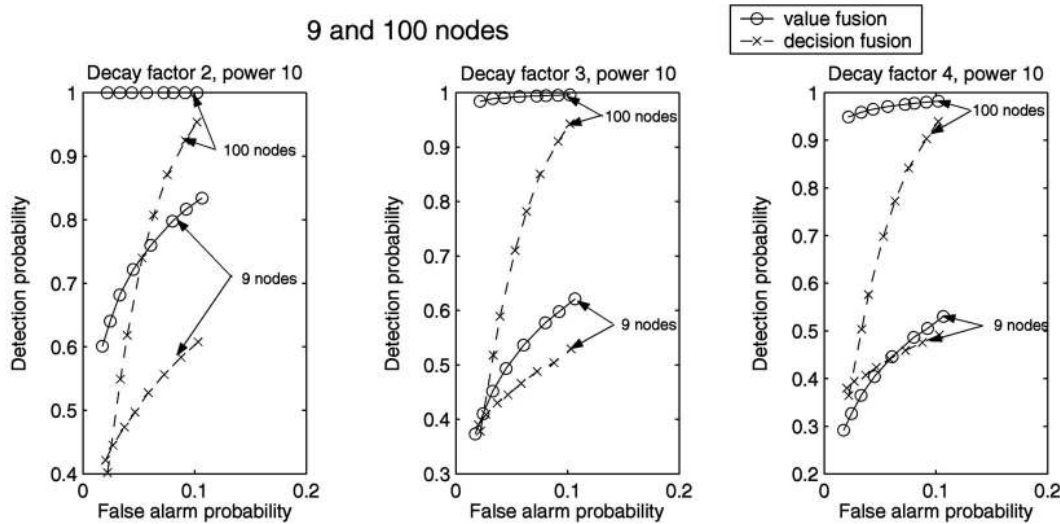 9 and 100 nodes
value fusion
decision fusion
Decay factor 2, power 10
Detection probability
1
0.9
0.8
0.7
0.6
0.5
0.4
0
0.1
0.2
100 nodes
9 nodes
False alarm probability
Decay factor 3, power 10
Detection probability
1
0.9
0.8
0.7
0.6
0.5
0.4
0.3
0
0.1
0.2
100 nodes
9 nodes
False alarm probability
Decay factor 4, power 10
Detection probability
1
0.9
0.8
0.7
0.6
0.5
0.4
0.3
0.2
0
0.1
0.2
100 nodes
9 nodes
False alarm probability